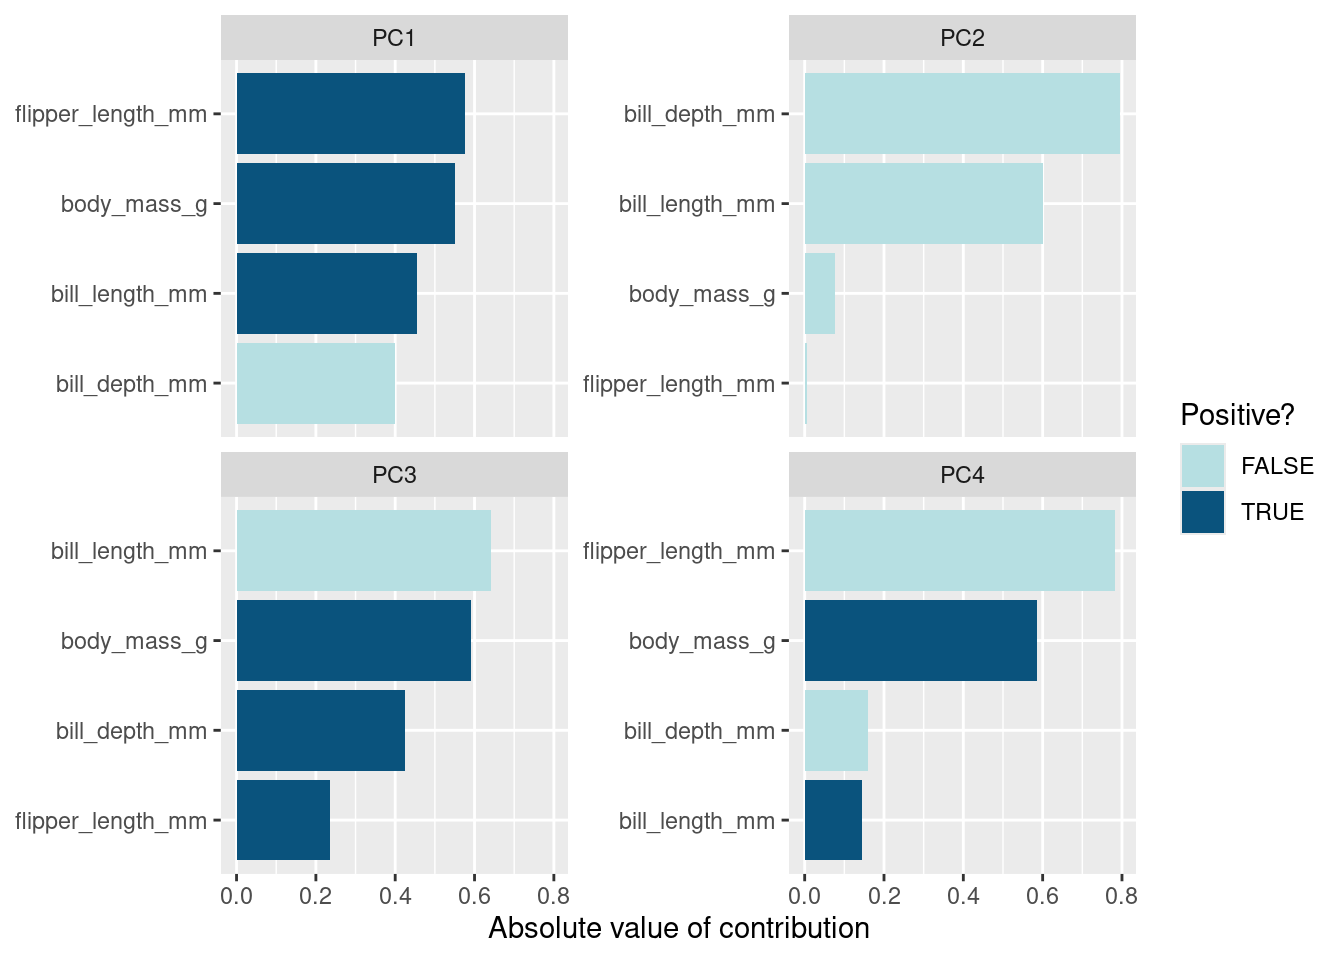 PC1
flipper_length_mm
body_mass_g
bill_length_mm
bill_depth_mm
PC2
bill_depth_mm
bill_length_mm
body_mass_g
flipper_length_mm
PC3
bill_length_mm
body_mass_g
bill_depth_mm
flipper_length_mm
0.0 0.2 0.4 0.6 0.8
PC4
flipper_length_mm
body_mass_g
bill_depth_mm
bill_length_mm
0.0 0.2 0.4 0.6 0.8
Absolute value of contribution
Positive?
FALSE
TRUE